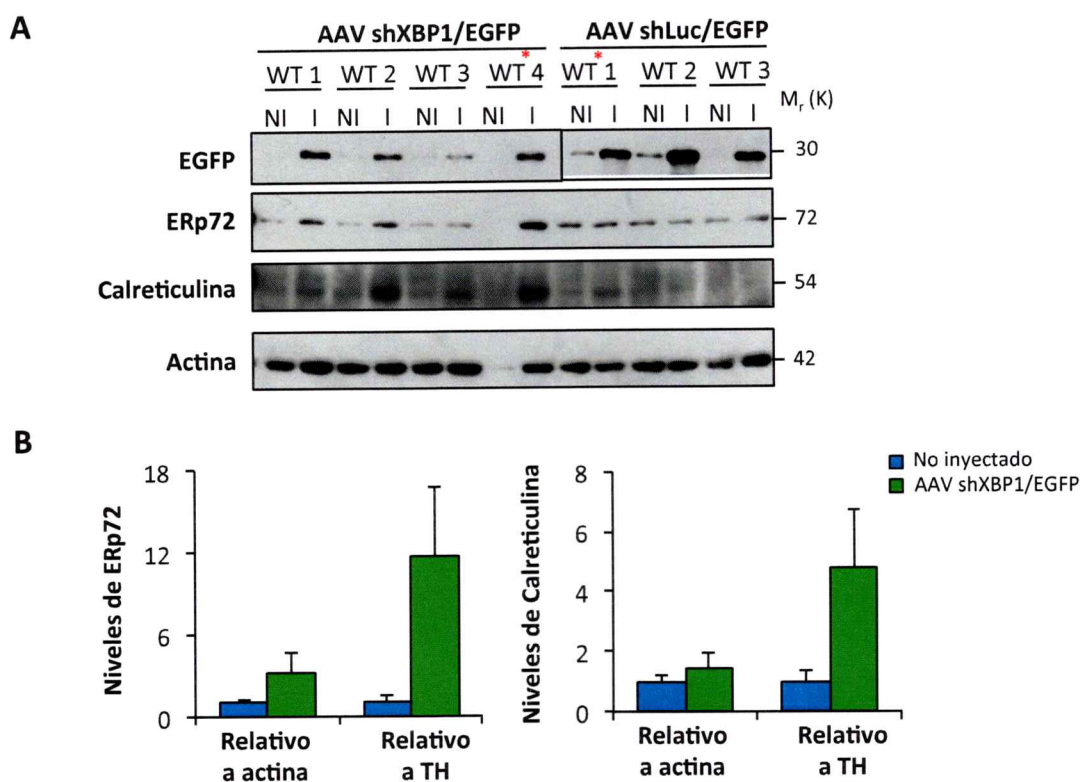 A
AAV shXBP1/EGFP AAV shLuc/EGFP
WT 1 WT 2 WT 3 WT 4 * WT 1 * WT 2 WT 3
NI I NI I NI I NI I NI I NI I NI I Mr (K)
EGFP 30
ERp72 72
Calreticulina 54
Actina 42
B
Niveles de ERp72
18
12
6
0
Relativo a actina
Relativo a TH
Niveles de Calreticulina
8
6
4
2
0
Relativo a actina
Relativo a TH
No inyectado
AAV shXBP1/EGFP